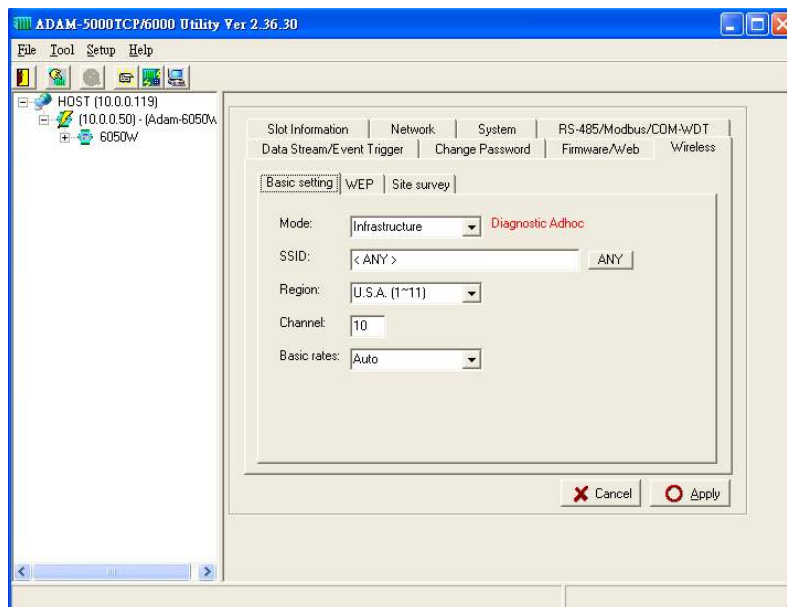 ADAM-5000TCP/6000 Utility Ver 2.36.30
File Tool Setup Help
HOST (10.0.0.119)
(10.0.0.50) - (Adam-6050W
6050W
Slot Information Network System RS-485/Modbus/COM-WDT
Data Stream/Event Trigger Change Password Firmware/Web Wireless
Basic setting WEP Site survey
Mode: Infrastructure Diagnostic Adhoc
SSID: < ANY > ANY
Region: U.S.A. (1~11)
Channel: 10
Basic rates: Auto
Cancel Apply